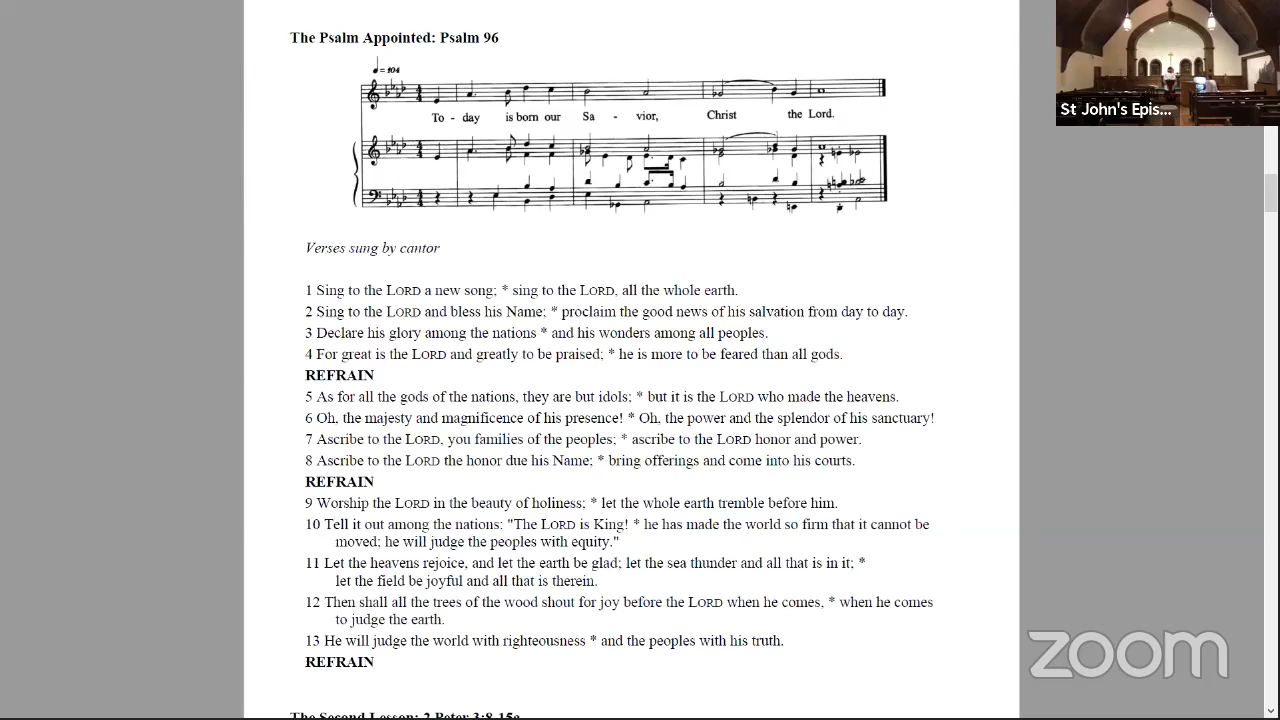 The Psalm Appointed: Psalm 96
♩ = 104
To - day is born our Sa - vior, Christ the Lord.
Verses sung by cantor
1 Sing to the LORD a new song; * sing to the LORD, all the whole earth.
2 Sing to the LORD and bless his Name; * proclaim the good news of his salvation from day to day.
3 Declare his glory among the nations * and his wonders among all peoples.
4 For great is the LORD and greatly to be praised; * he is more to be feared than all gods.
REFRAIN
5 As for all the gods of the nations, they are but idols; * but it is the LORD who made the heavens.
6 Oh, the majesty and magnificence of his presence! * Oh, the power and the splendor of his sanctuary!
7 Ascribe to the LORD, you families of the peoples; * ascribe to the LORD honor and power.
8 Ascribe to the LORD the honor due his Name; * bring offerings and come into his courts.
REFRAIN
9 Worship the LORD in the beauty of holiness; * let the whole earth tremble before him.
10 Tell it out among the nations: "The LORD is King! * he has made the world so firm that it cannot be
moved; he will judge the peoples with equity."
11 Let the heavens rejoice, and let the earth be glad; let the sea thunder and all that is in it; *
let the field be joyful and all that is therein.
12 Then shall all the trees of the wood shout for joy before the LORD when he comes, * when he comes
to judge the earth.
13 He will judge the world with righteousness * and the peoples with his truth.
REFRAIN
The Second Lesson: 2 Peter 3:8-15a
St John's Epis...
zoom